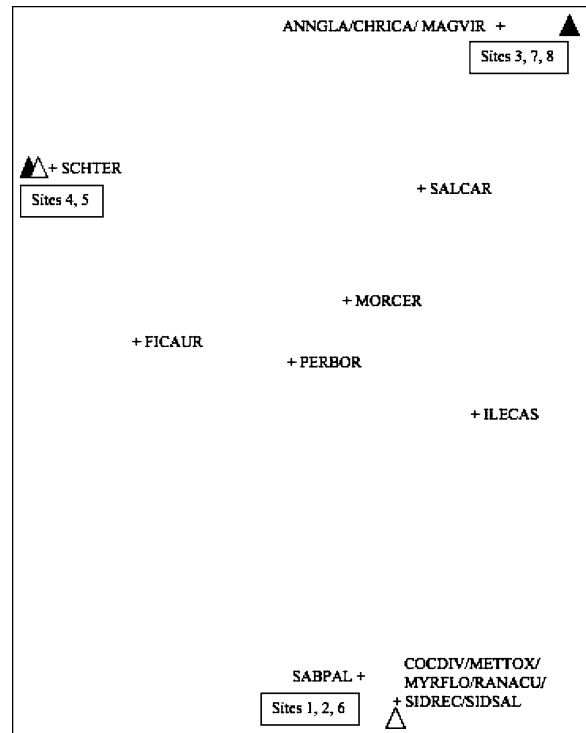 ANNGLA/CHRICA/ MAGVIR +
Sites 3, 7, 8
+ SCHTER
Sites 4, 5
+ SALCAR
+ MORCER
+ FICAUR
+ PERBOR
+ ILECAS
SABPAL +
Sites 1, 2, 6
COCDIV/METTOX/
MYRFLO/RANACU/
+ SIDREC/SIDSAL